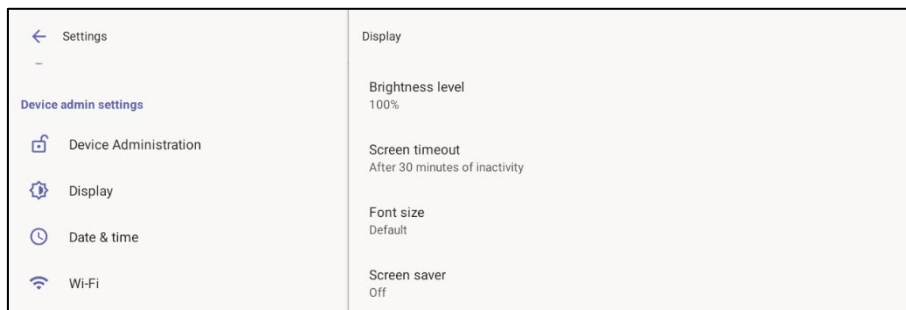 Settings
Device admin settings
Device Administration
Display
Date & time
Wi-Fi
Display
Brightness level
100%
Screen timeout
After 30 minutes of inactivity
Font size
Default
Screen saver
Off